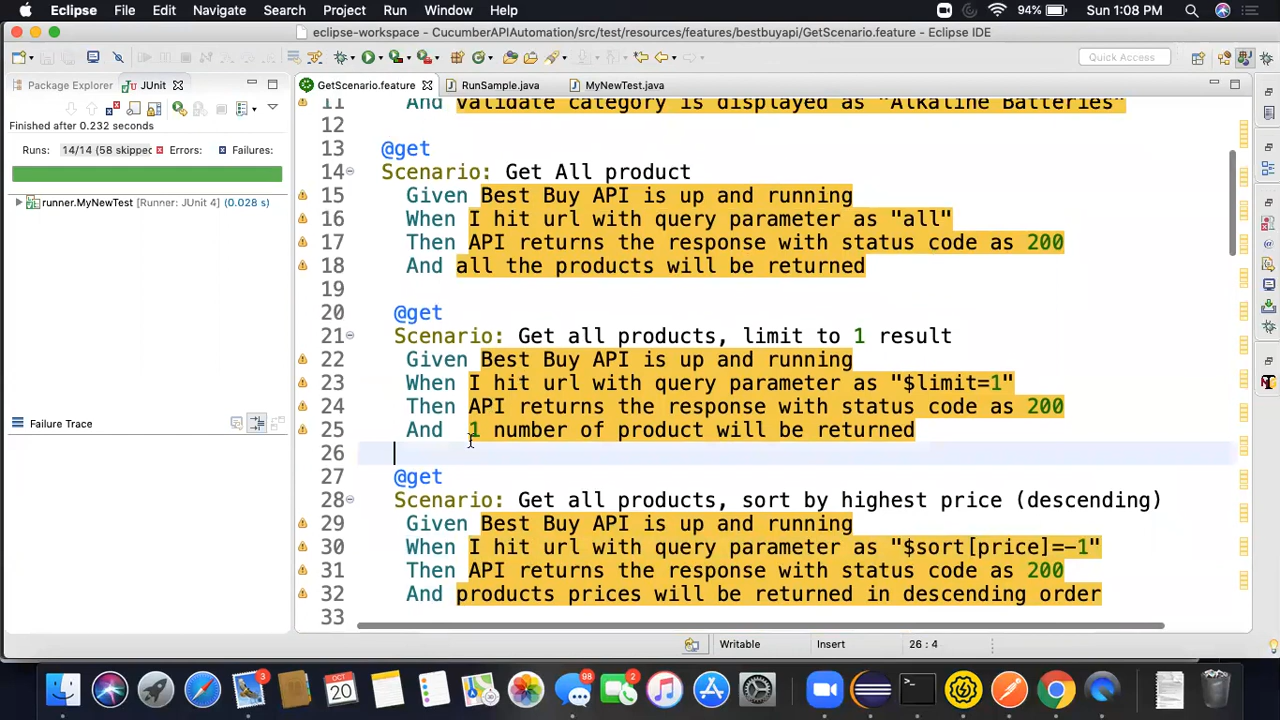 Eclipse File Edit Navigate Search Project Run Window Help 94% Sun 1:08 PM
eclipse-workspace - CucumberAPIAutomation/src/test/resources/features/bestbuyapi/GetScenario.feature - Eclipse IDE
Quick Access
Package Explorer JUnit
GetScenario.feature RunSample.java MyNewTest.java
Finished after 0.232 seconds
Runs: 14/14 (58 skipped Errors: Failures:
runner.MyNewTest [Runner: JUnit 4] (0.028 s)
Failure Trace
11 And validate category is displayed as "Alkaline Batteries"
12
13 @get
14 Scenario: Get All product
15 Given Best Buy API is up and running
16 When I hit url with query parameter as "all"
17 Then API returns the response with status code as 200
18 And all the products will be returned
19
20 @get
21 Scenario: Get all products, limit to 1 result
22 Given Best Buy API is up and running
23 When I hit url with query parameter as "$limit=1"
24 Then API returns the response with status code as 200
25 And 1 number of product will be returned
26
27 @get
28 Scenario: Get all products, sort by highest price (descending)
29 Given Best Buy API is up and running
30 When I hit url with query parameter as "$sort[price]=-1"
31 Then API returns the response with status code as 200
32 And products prices will be returned in descending order
33
Writable Insert 26 : 4
3 OCT 20 98 2